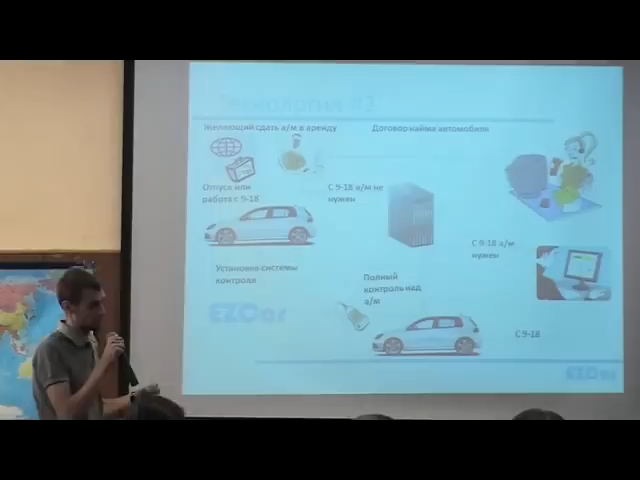 Технология #2
Желающий сдать а/м в аренду
Договор найма автомобиля
Отпуск или
работа с 9-18
С 9-18 а/м не
нужен
С 9-18 а/м
нужен
Установка системы
контроля
Полный
контроль над
а/м
EZCar
С 9-18
EZCar